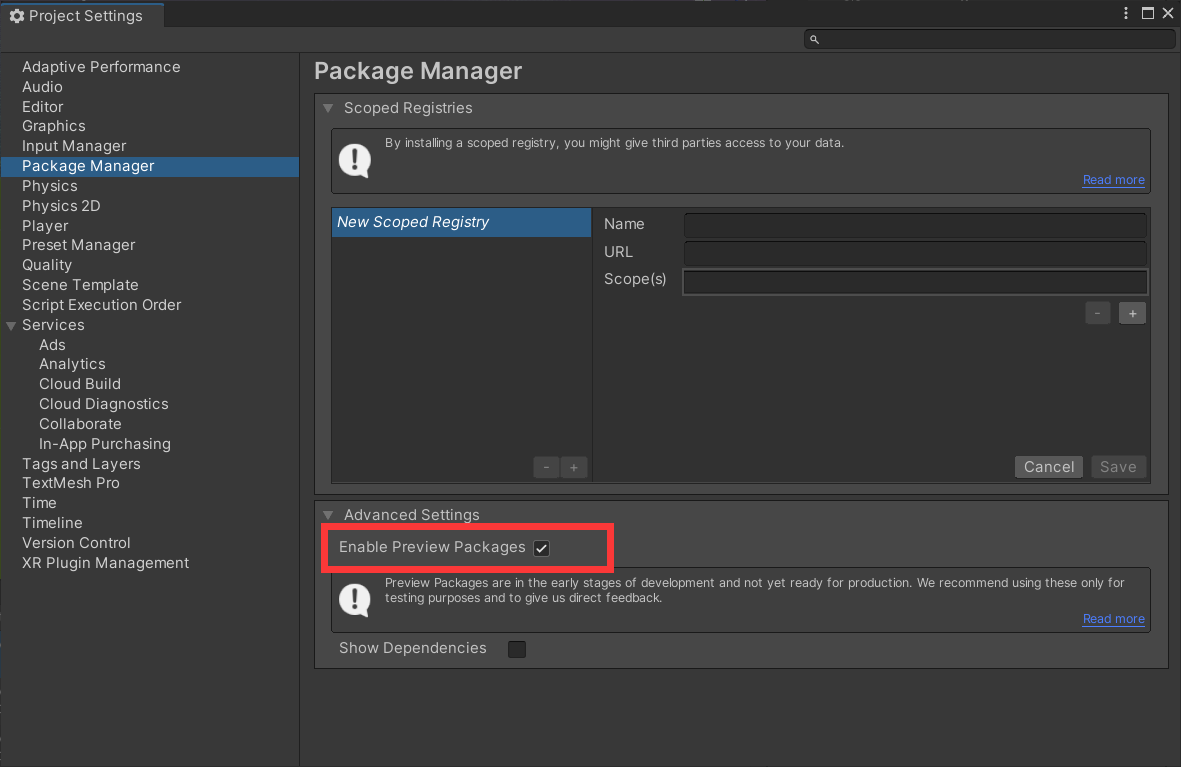 Project Settings
Adaptive Performance
Audio
Editor
Graphics
Input Manager
Package Manager
Physics
Physics 2D
Player
Preset Manager
Quality
Scene Template
Script Execution Order
Services
Ads
Analytics
Cloud Build
Cloud Diagnostics
Collaborate
In-App Purchasing
Tags and Layers
TextMesh Pro
Time
Timeline
Version Control
XR Plugin Management
Package Manager
Scoped Registries
By installing a scoped registry, you might give third parties access to your data.
Read more
New Scoped Registry
Name
URL
Scope(s)
- +
- +
Cancel Save
Advanced Settings
Enable Preview Packages
Preview Packages are in the early stages of development and not yet ready for production. We recommend using these only for
testing purposes and to give us direct feedback.
Read more
Show Dependencies